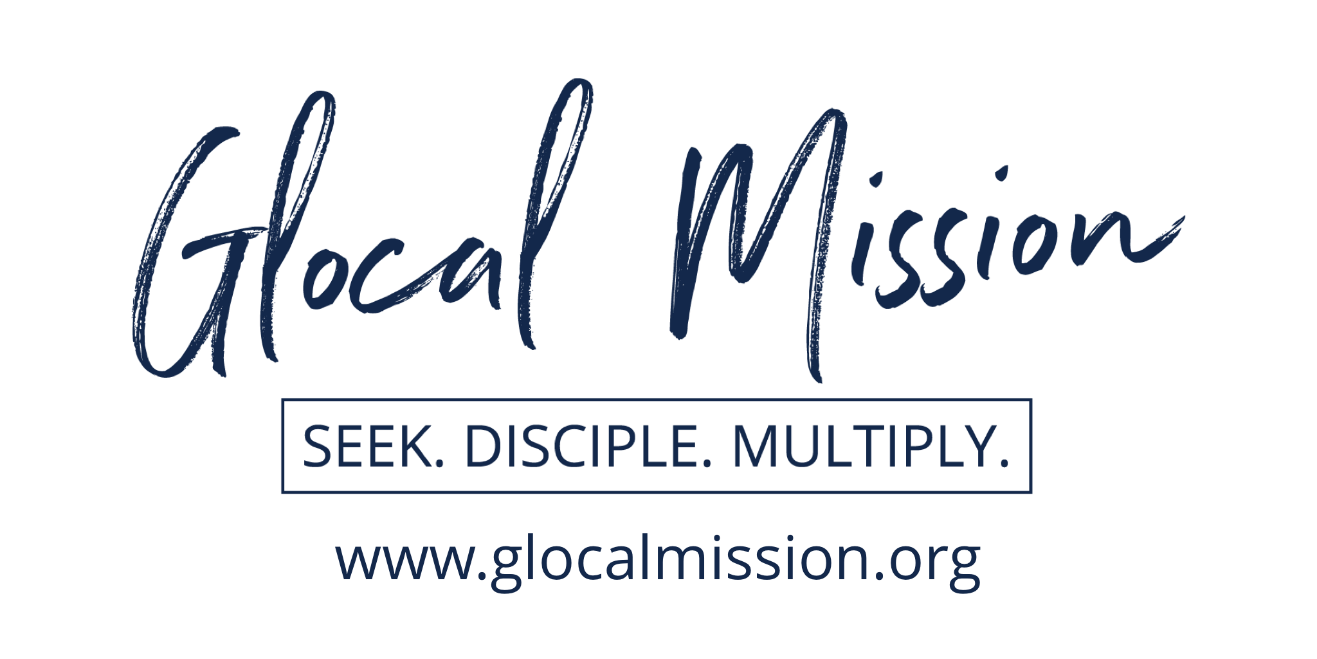 Glocal Mission
SEEK. DISCIPLE. MULTIPLY.
www.glocalmission.org